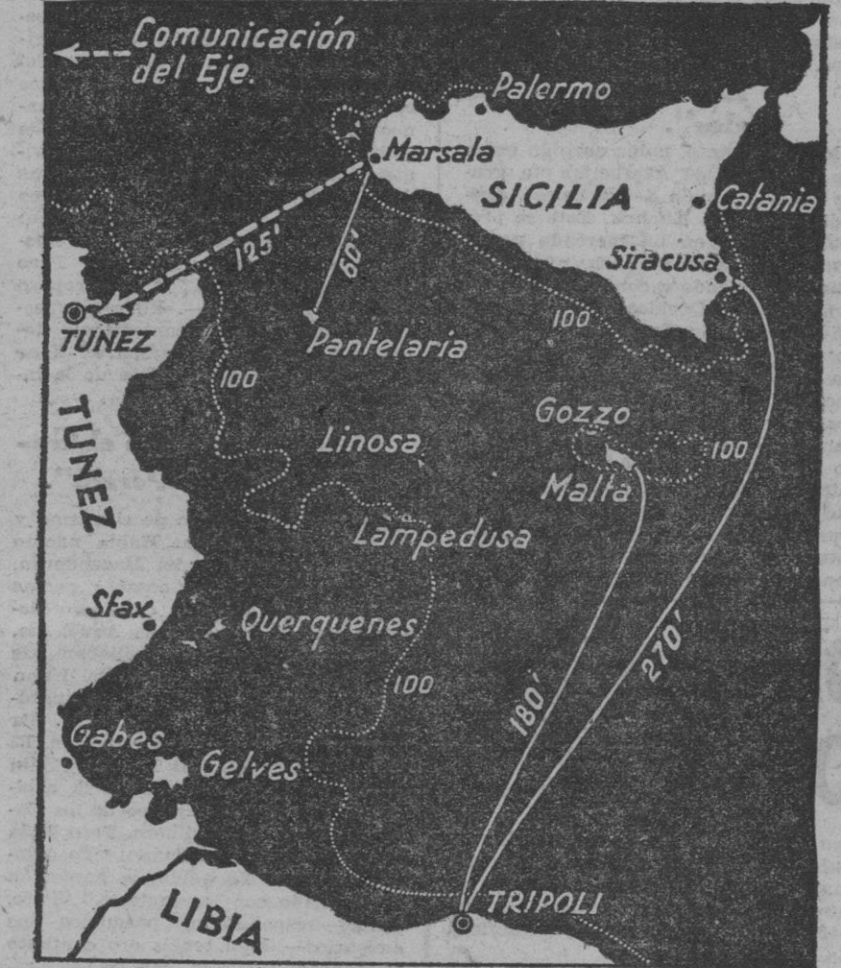 Comunicación
del Eje.
Palermo
Marsala
SICILIA
Catania
125'
60'
Siracusa
TUNEZ
Pantelaria
100
100
TUNEZ
Gozzo
Linosa
100
Malta
Lampedusa
Sfax
Querquenes
270'
100
180'
Gabes
Gelves
TRIPOLI
LIBIA